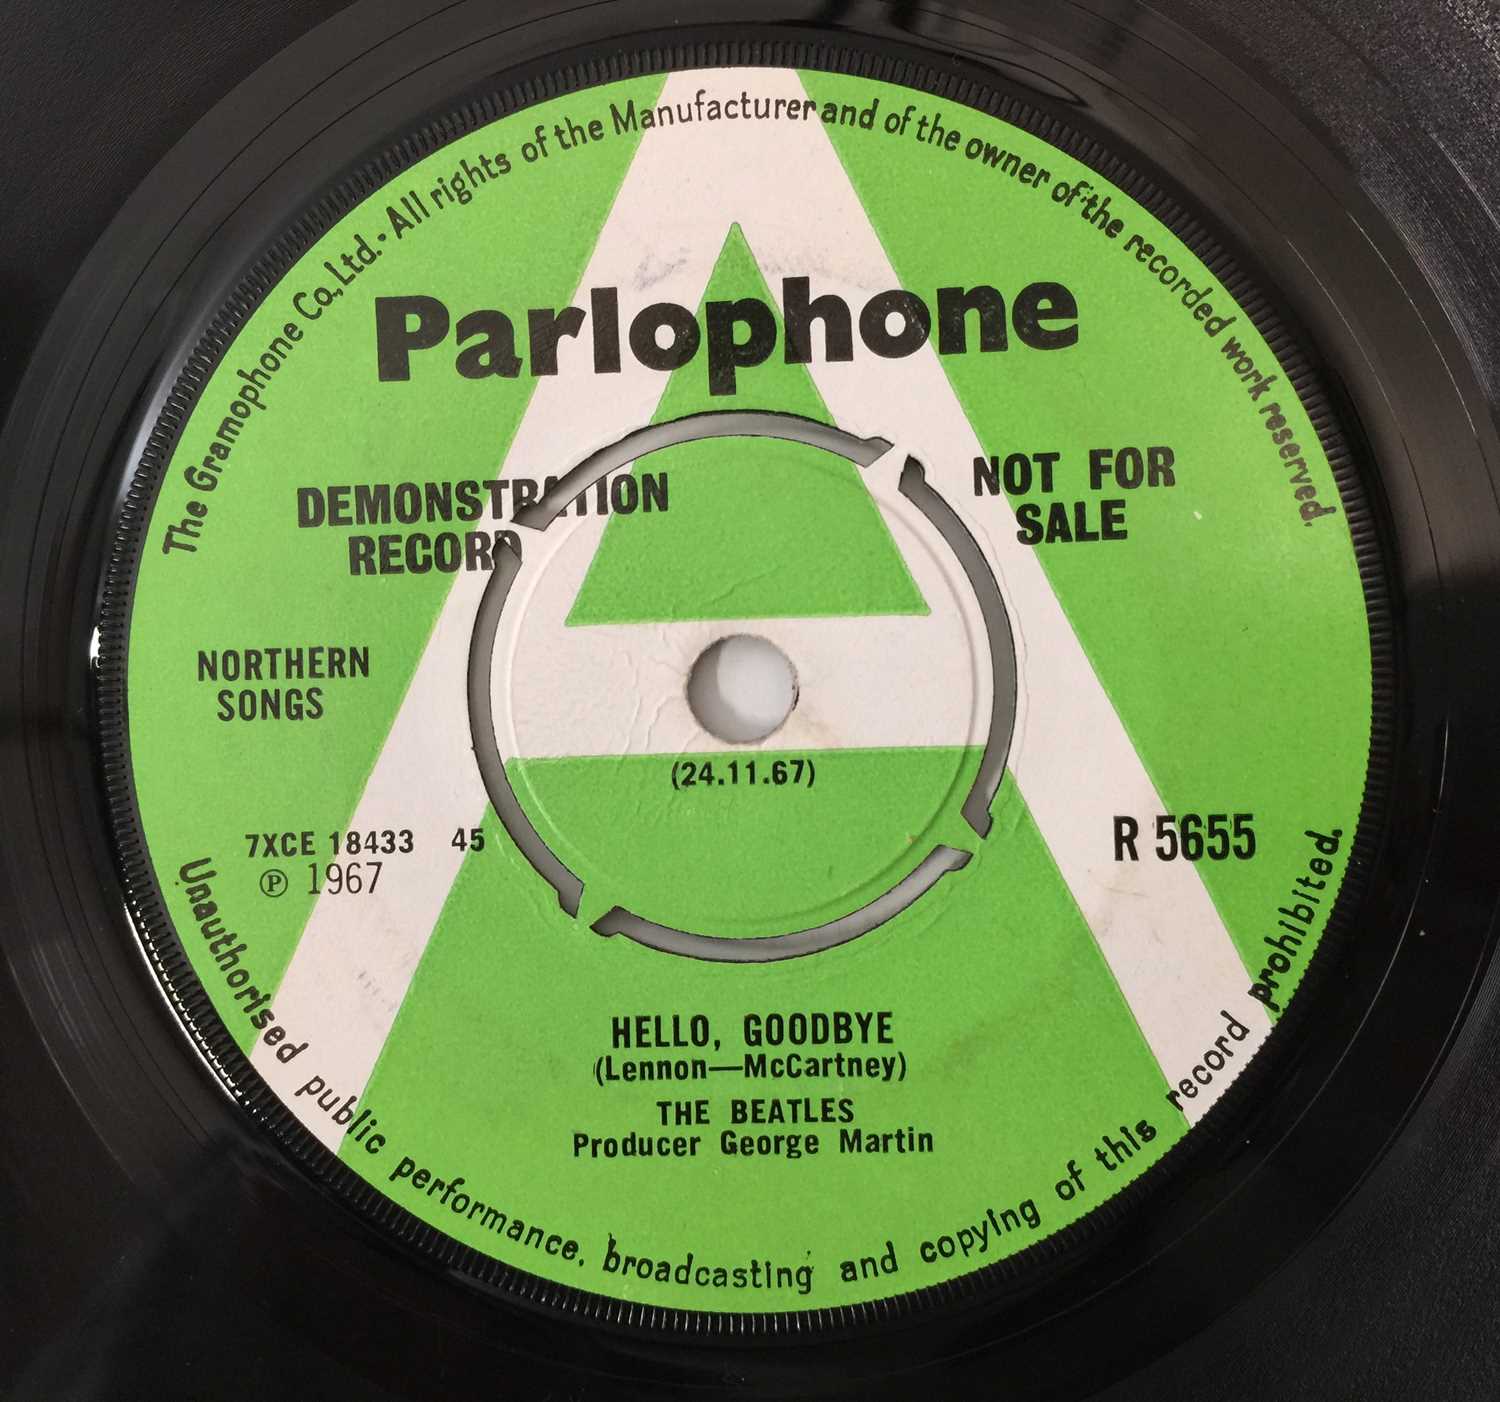 The Gramophone Co, Ltd. · All rights of the Manufacturer and of the owner of the recorded work reserved.
Parlophone
DEMONSTRATION
RECORD
NOT FOR
SALE
NORTHERN
SONGS
(24.11.67)
7XCE 18433 45
Ⓟ 1967
R 5655
HELLO, GOODBYE
(Lennon—McCartney)
THE BEATLES
Producer George Martin
Unauthorised public performance, broadcasting and copying of this record prohibited.